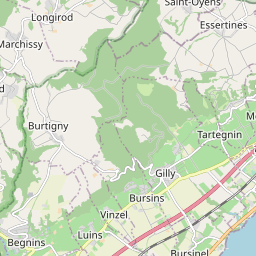 Longirod
Saint-Oyens
Essertines
Marchissy
Burtigny
Tartegnin
Gilly
Bursins
Vinzel
Luins
Begnins
Bursinel